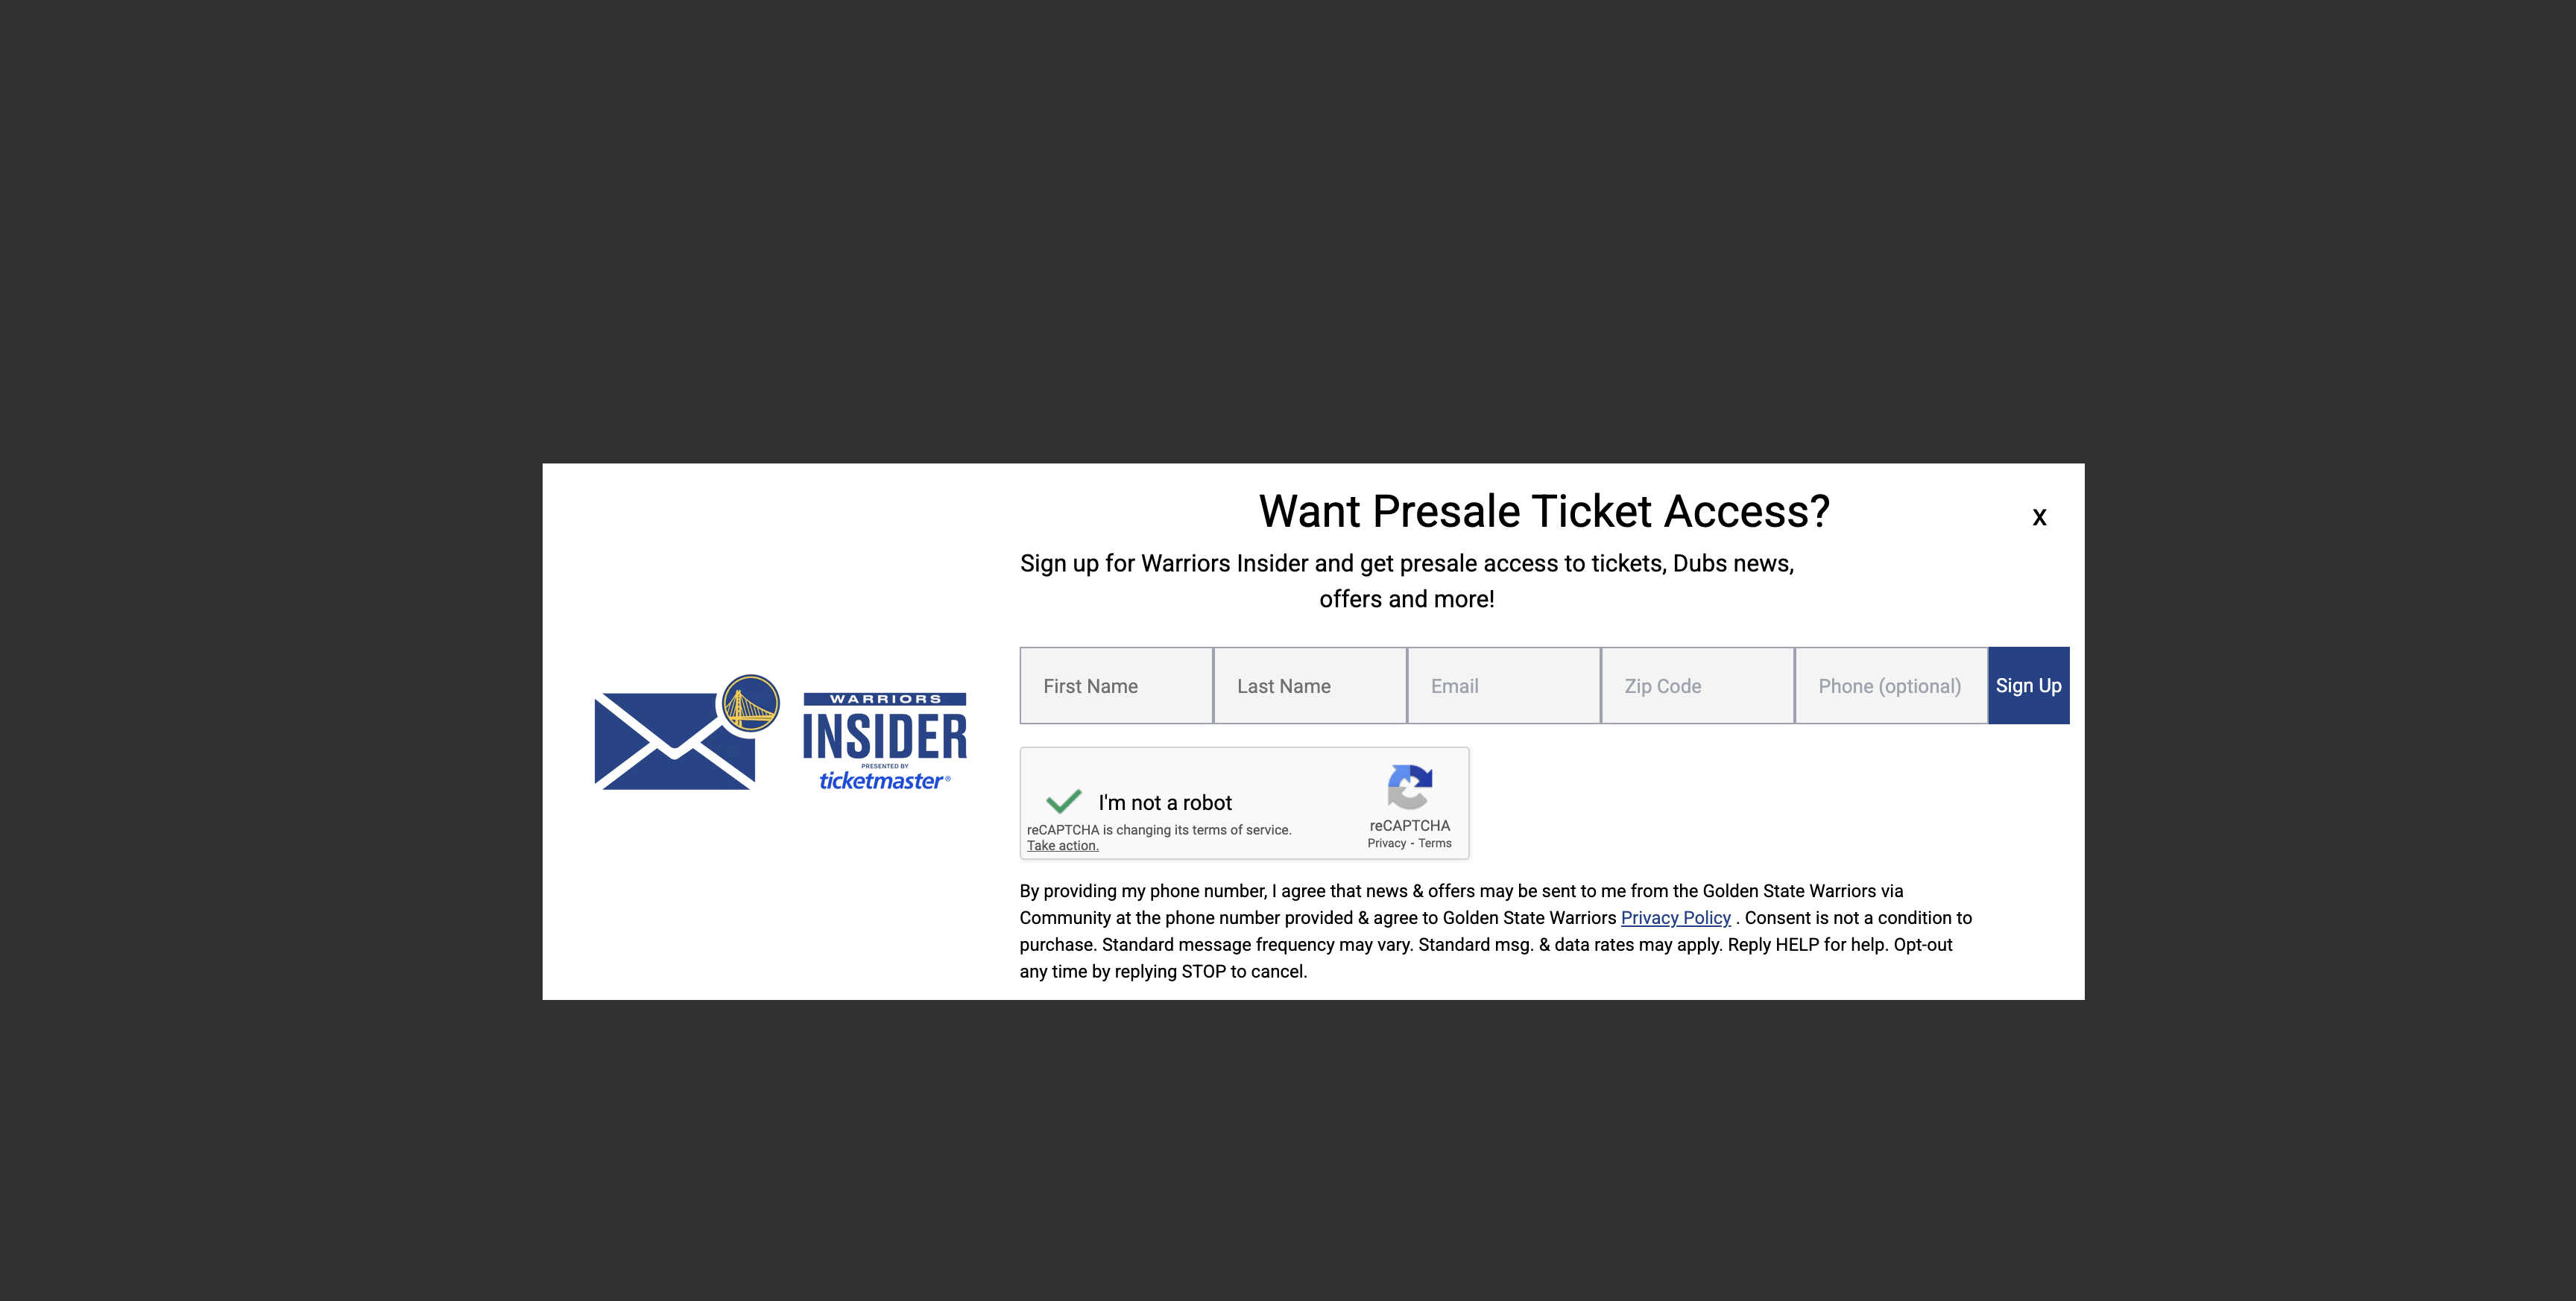 Want Presale Ticket Access?
x
Sign up for Warriors Insider and get presale access to tickets, Dubs news,
offers and more!
WARRIORS
INSIDER
PRESENTED BY
ticketmaster®
First Name
Last Name
Email
Zip Code
Phone (optional)
Sign Up
I'm not a robot
reCAPTCHA is changing its terms of service.
Take action.
reCAPTCHA
Privacy - Terms
By providing my phone number, I agree that news & offers may be sent to me from the Golden State Warriors via
Community at the phone number provided & agree to Golden State Warriors Privacy Policy . Consent is not a condition to
purchase. Standard message frequency may vary. Standard msg. & data rates may apply. Reply HELP for help. Opt-out
any time by replying STOP to cancel.